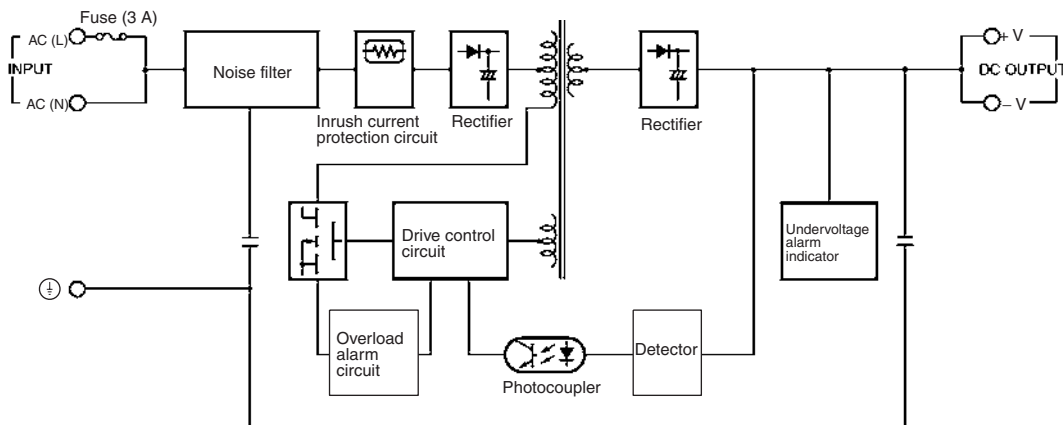 Fuse (3 A)
AC (L)
INPUT
AC (N)
Noise filter
Inrush current
protection circuit
Rectifier
Rectifier
+ V
DC OUTPUT
– V
Drive control
circuit
Undervoltage
alarm
indicator
Overload
alarm
circuit
Photocoupler
Detector